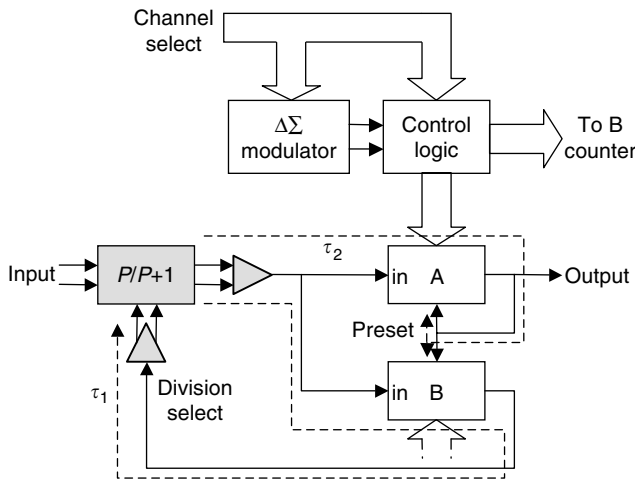 Channel
select
ΔΣ
modulator
Control
logic
To B
counter
τ2
Input
P/P+1
in A
Output
Preset
τ1
Division
select
in B